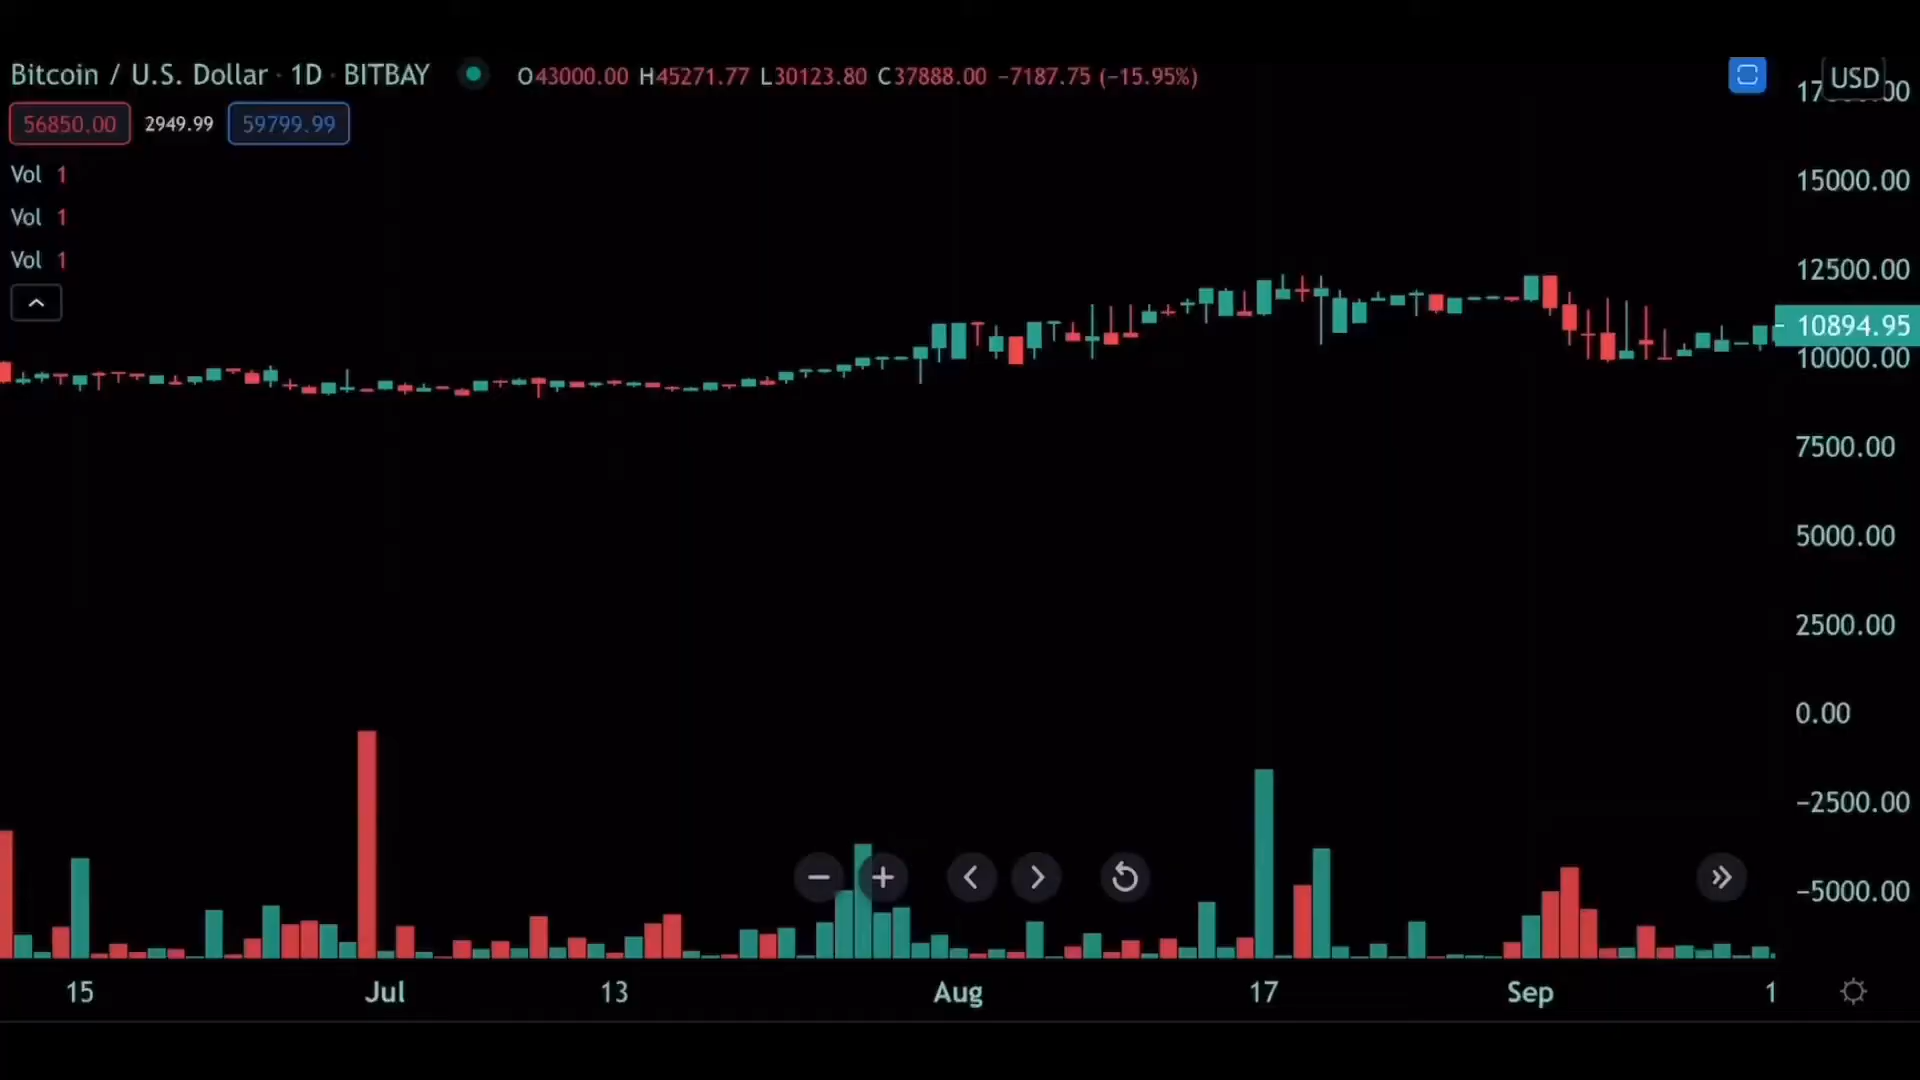 Bitcoin / U.S. Dollar · 1D · BITBAY
O43000.00 H45271.77 L30123.80 C37888.00 −7187.75 (−15.95%)
USD
56850.00 2949.99 59799.99
Vol 1
Vol 1
Vol 1
15000.00
12500.00
10894.95
10000.00
7500.00
5000.00
2500.00
0.00
−2500.00
−5000.00
15 Jul 13 Aug 17 Sep 1